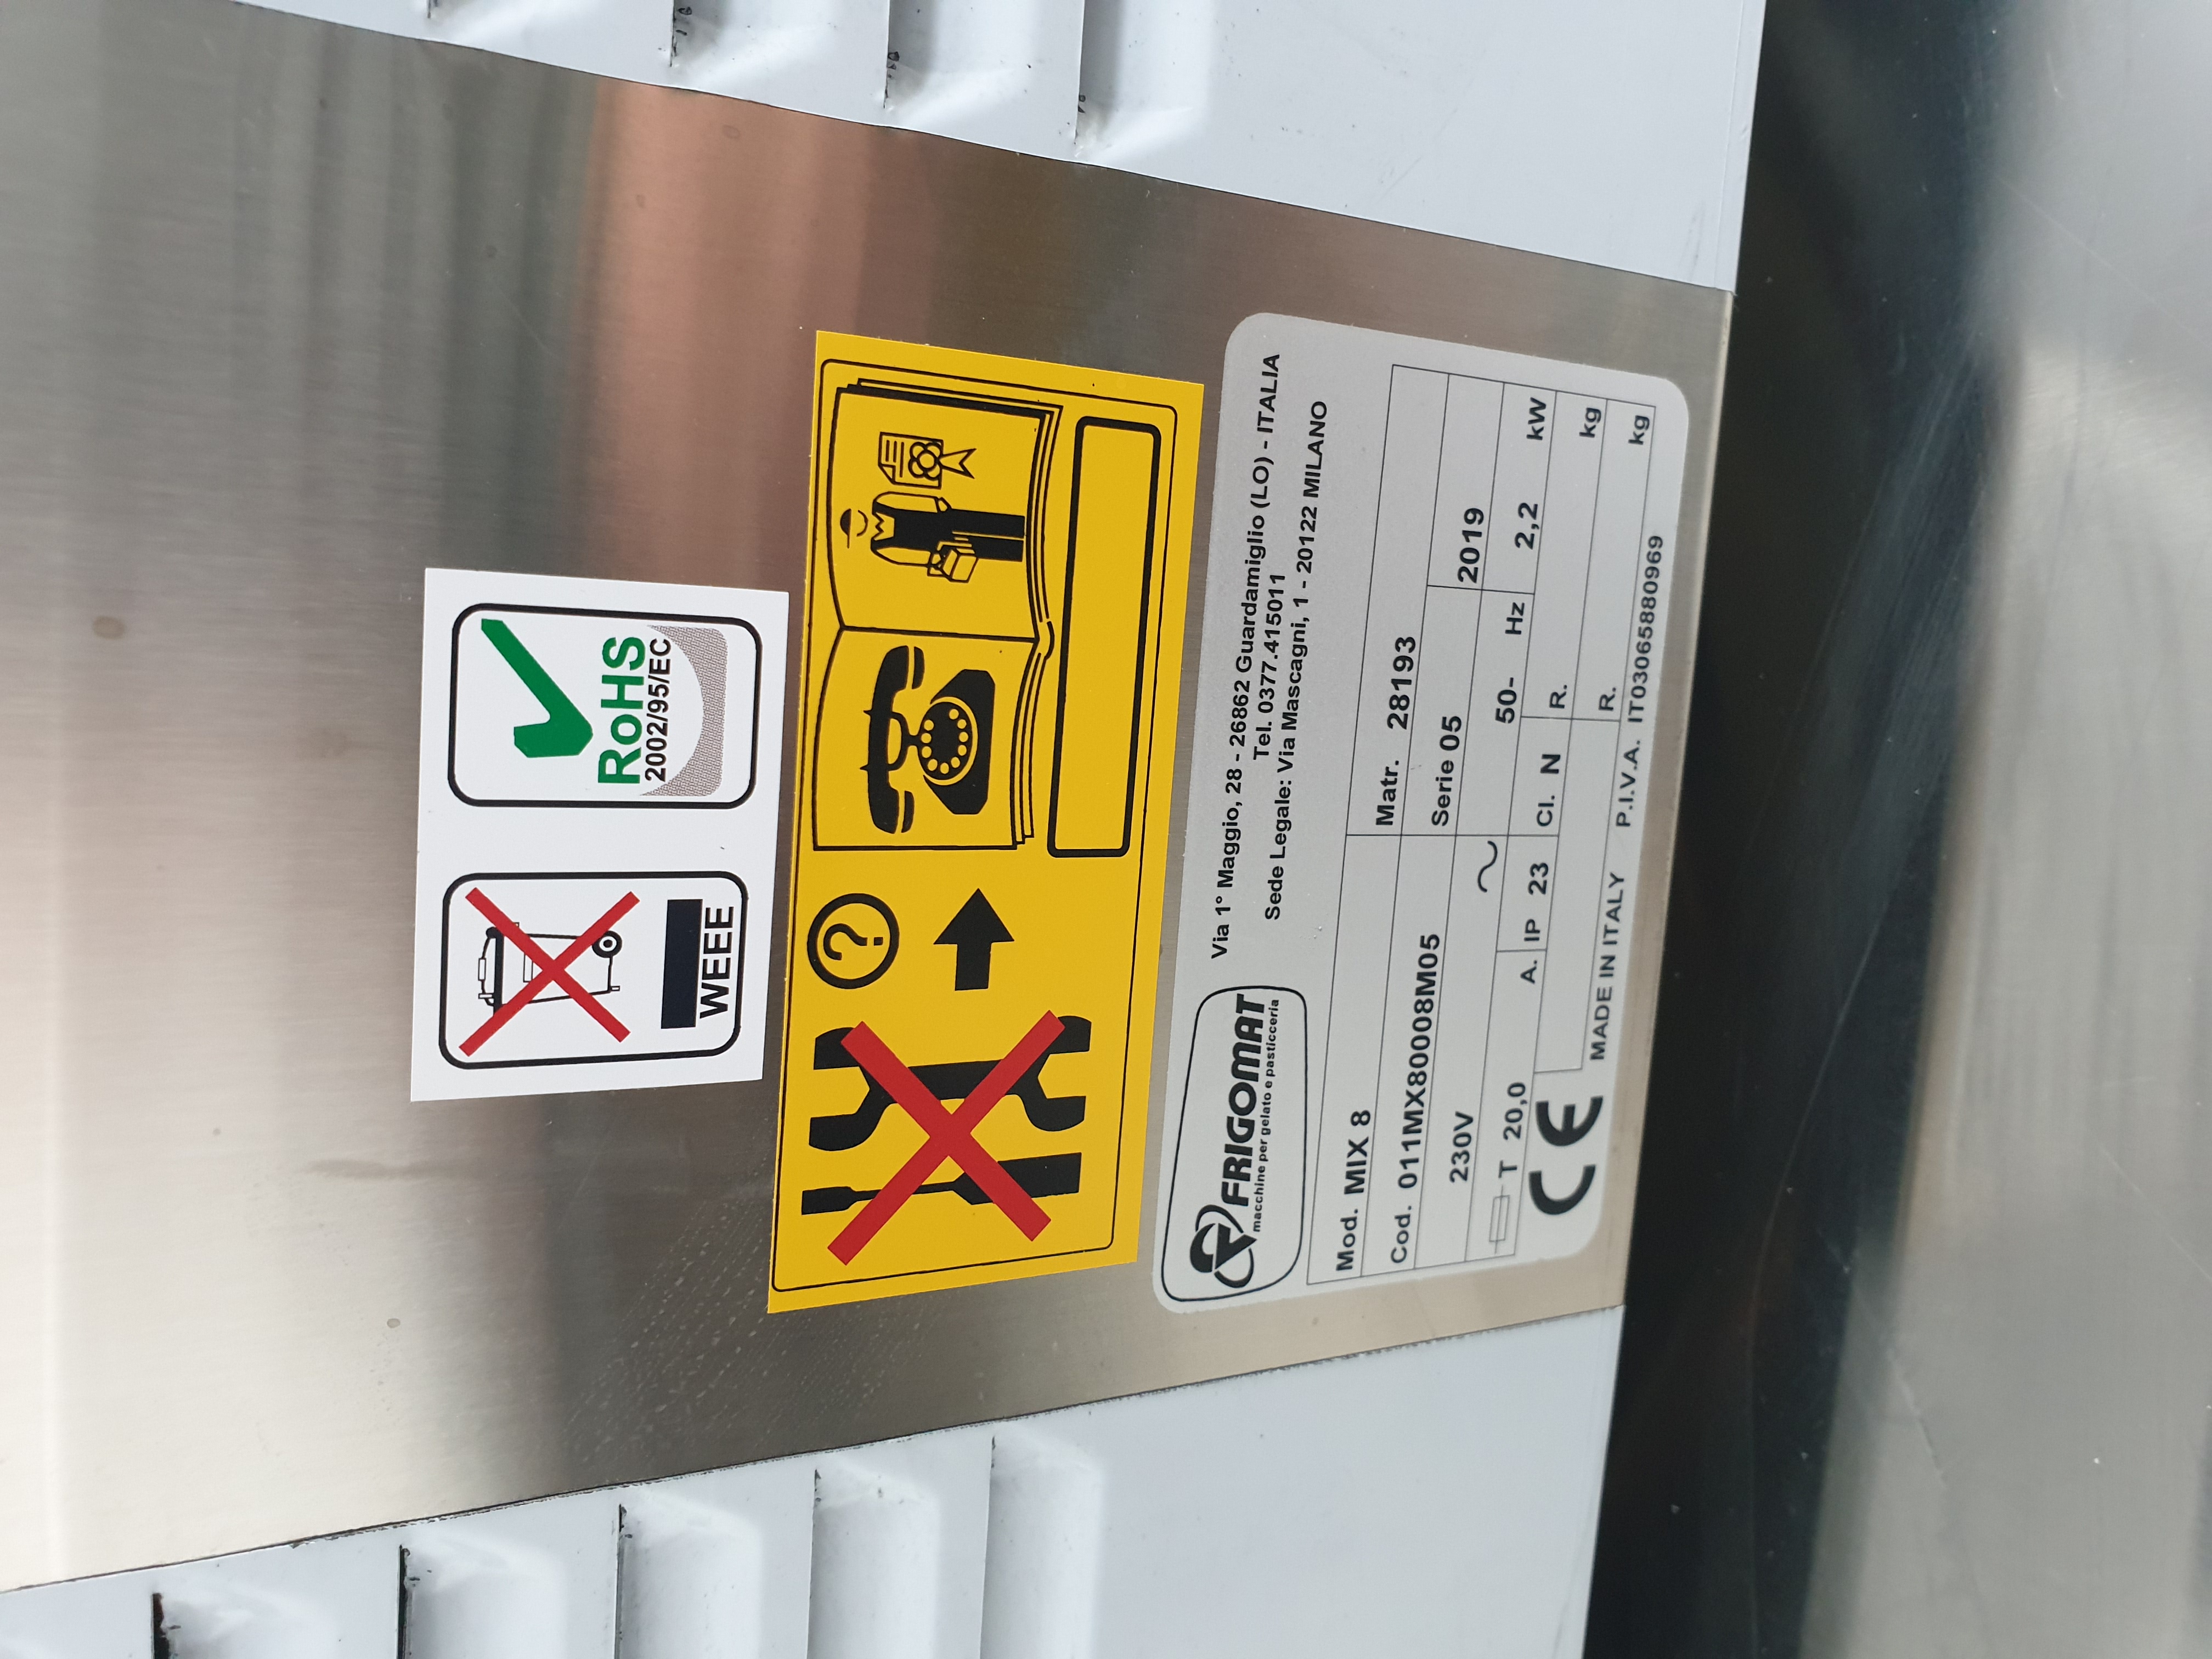 WEEE
RoHS
2002/95/EC
?
FRIGOMAT
macchine per gelato e pasticceria
Via 1° Maggio, 28 - 26862 Guardamiglio (LO) - ITALIA
Tel. 0377.415011
Sede Legale: Via Mascagni, 1 - 20122 MILANO
Mod. MIX 8
Cod. 011MX80008M05 Matr. 28193
230V ~ Serie 05 2019
T 20,0 A. IP 23 50- Hz 2,2 kW
CE Cl. N R. kg
R. kg
MADE IN ITALY P.I.V.A. IT03065880969